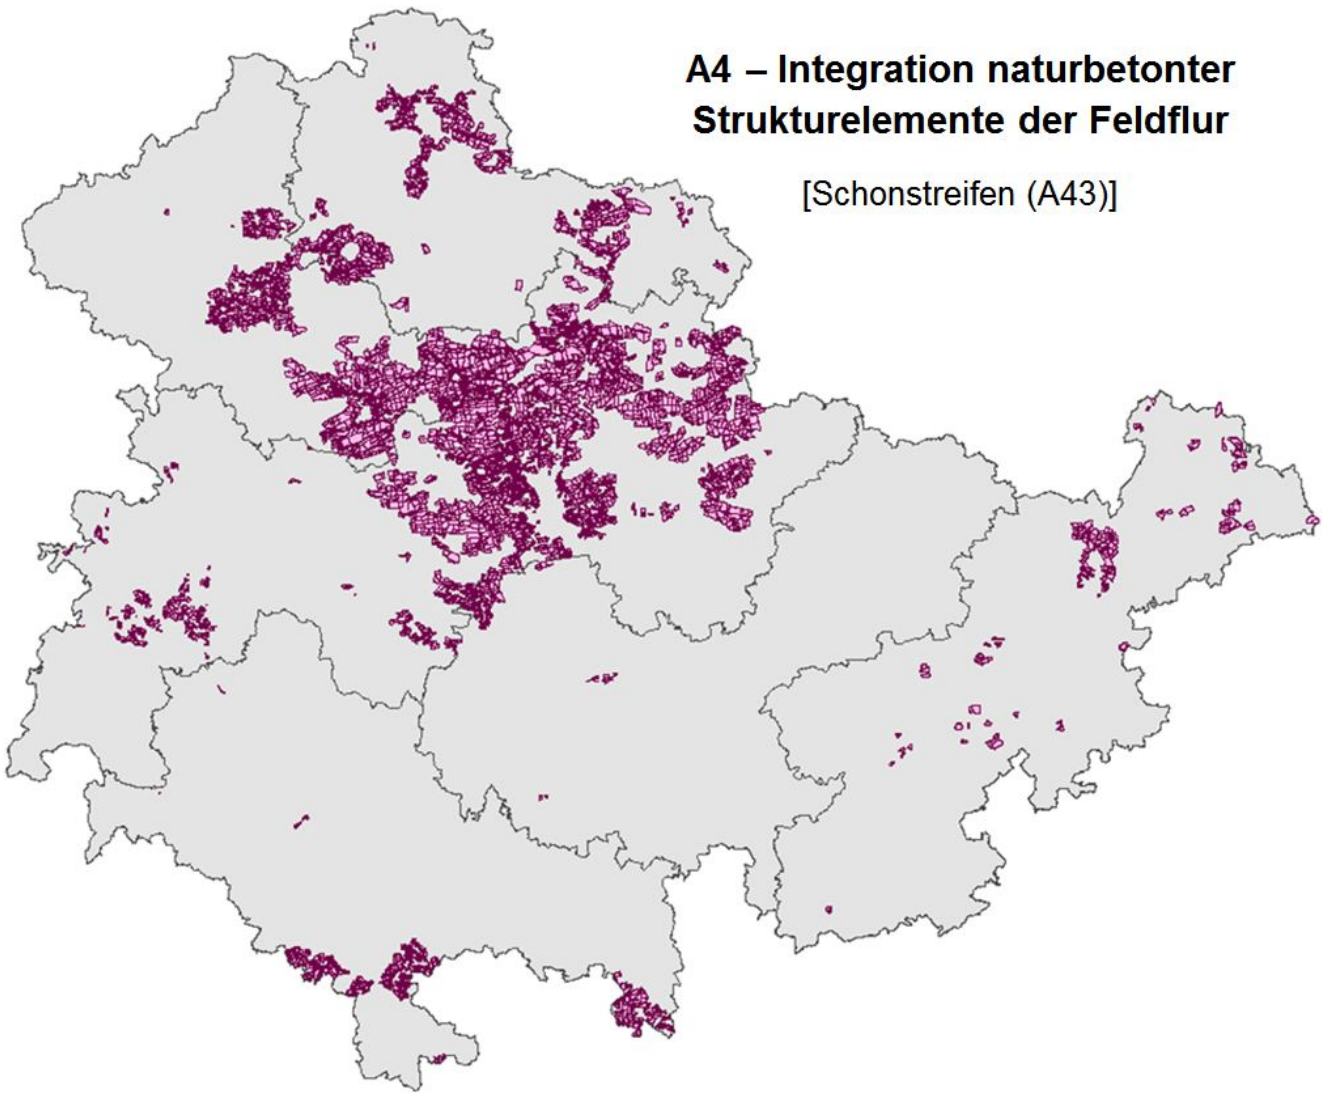 A4 – Integration naturbetonter
Strukturelemente der Feldflur
[Schonstreifen (A43)]